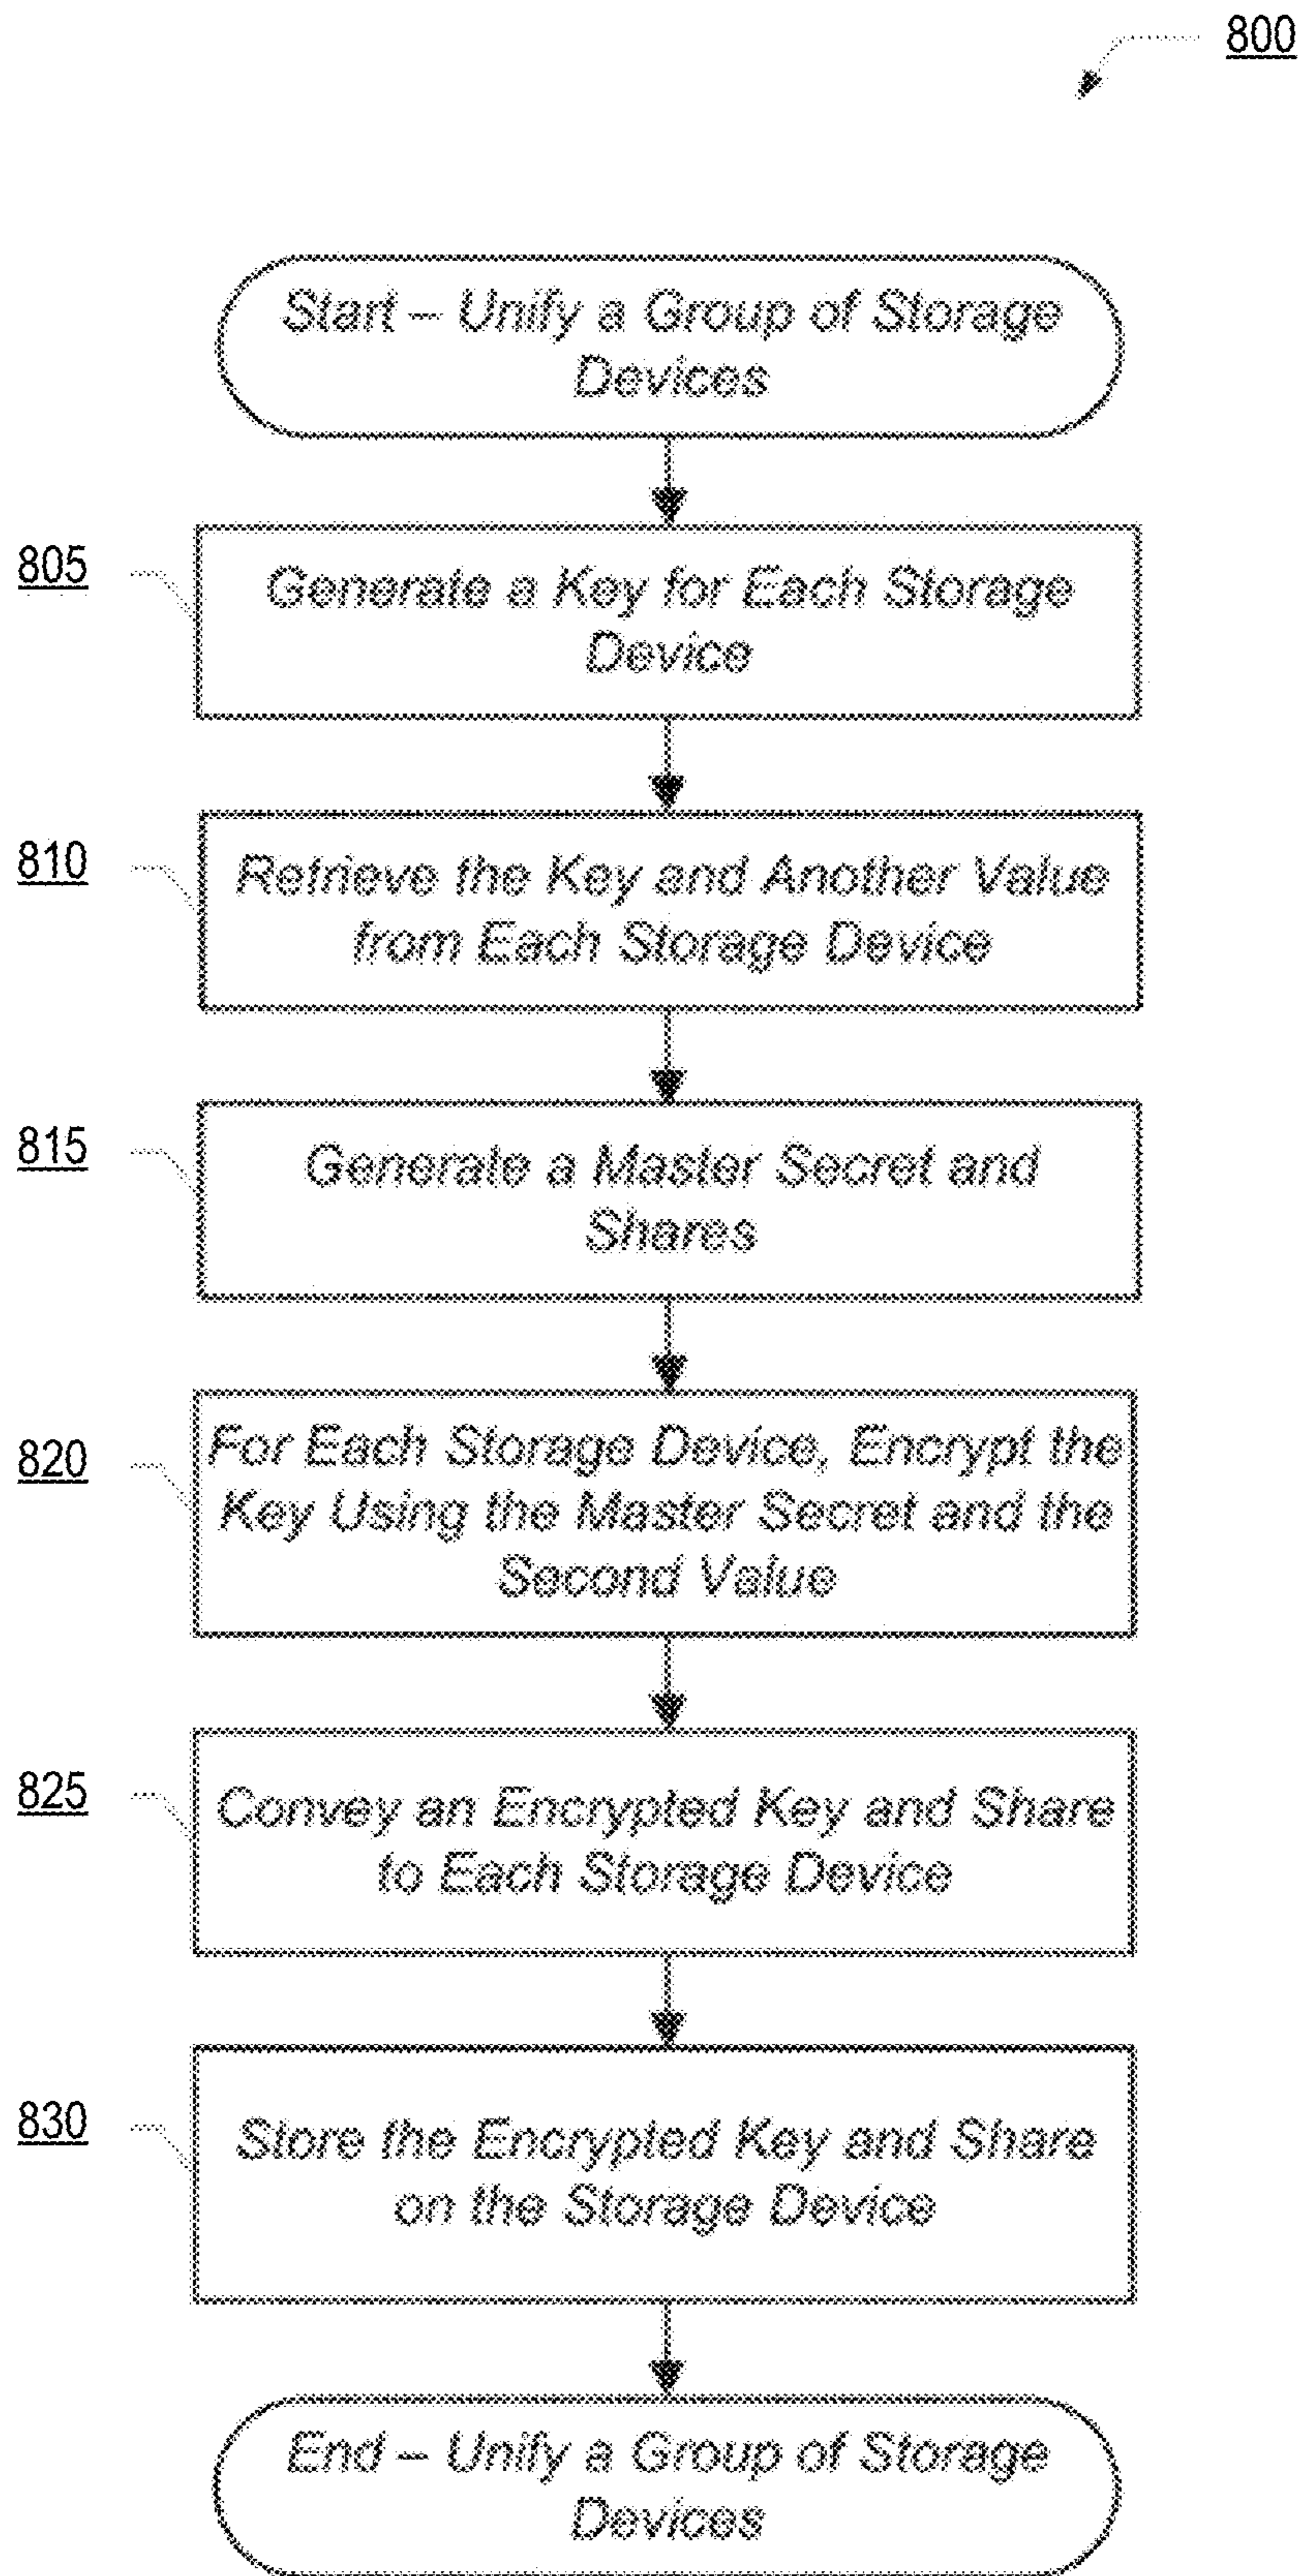 800
Start – Unify a Group of Storage
Devices
805
Generate a Key for Each Storage
Device
810
Retrieve the Key and Another Value
from Each Storage Device
815
Generate a Master Secret and
Shares
820
For Each Storage Device, Encrypt the
Key Using the Master Secret and the
Second Value
825
Convey an Encrypted Key and Share
to Each Storage Device
830
Store the Encrypted Key and Share
on the Storage Device
End – Unify a Group of Storage
Devices